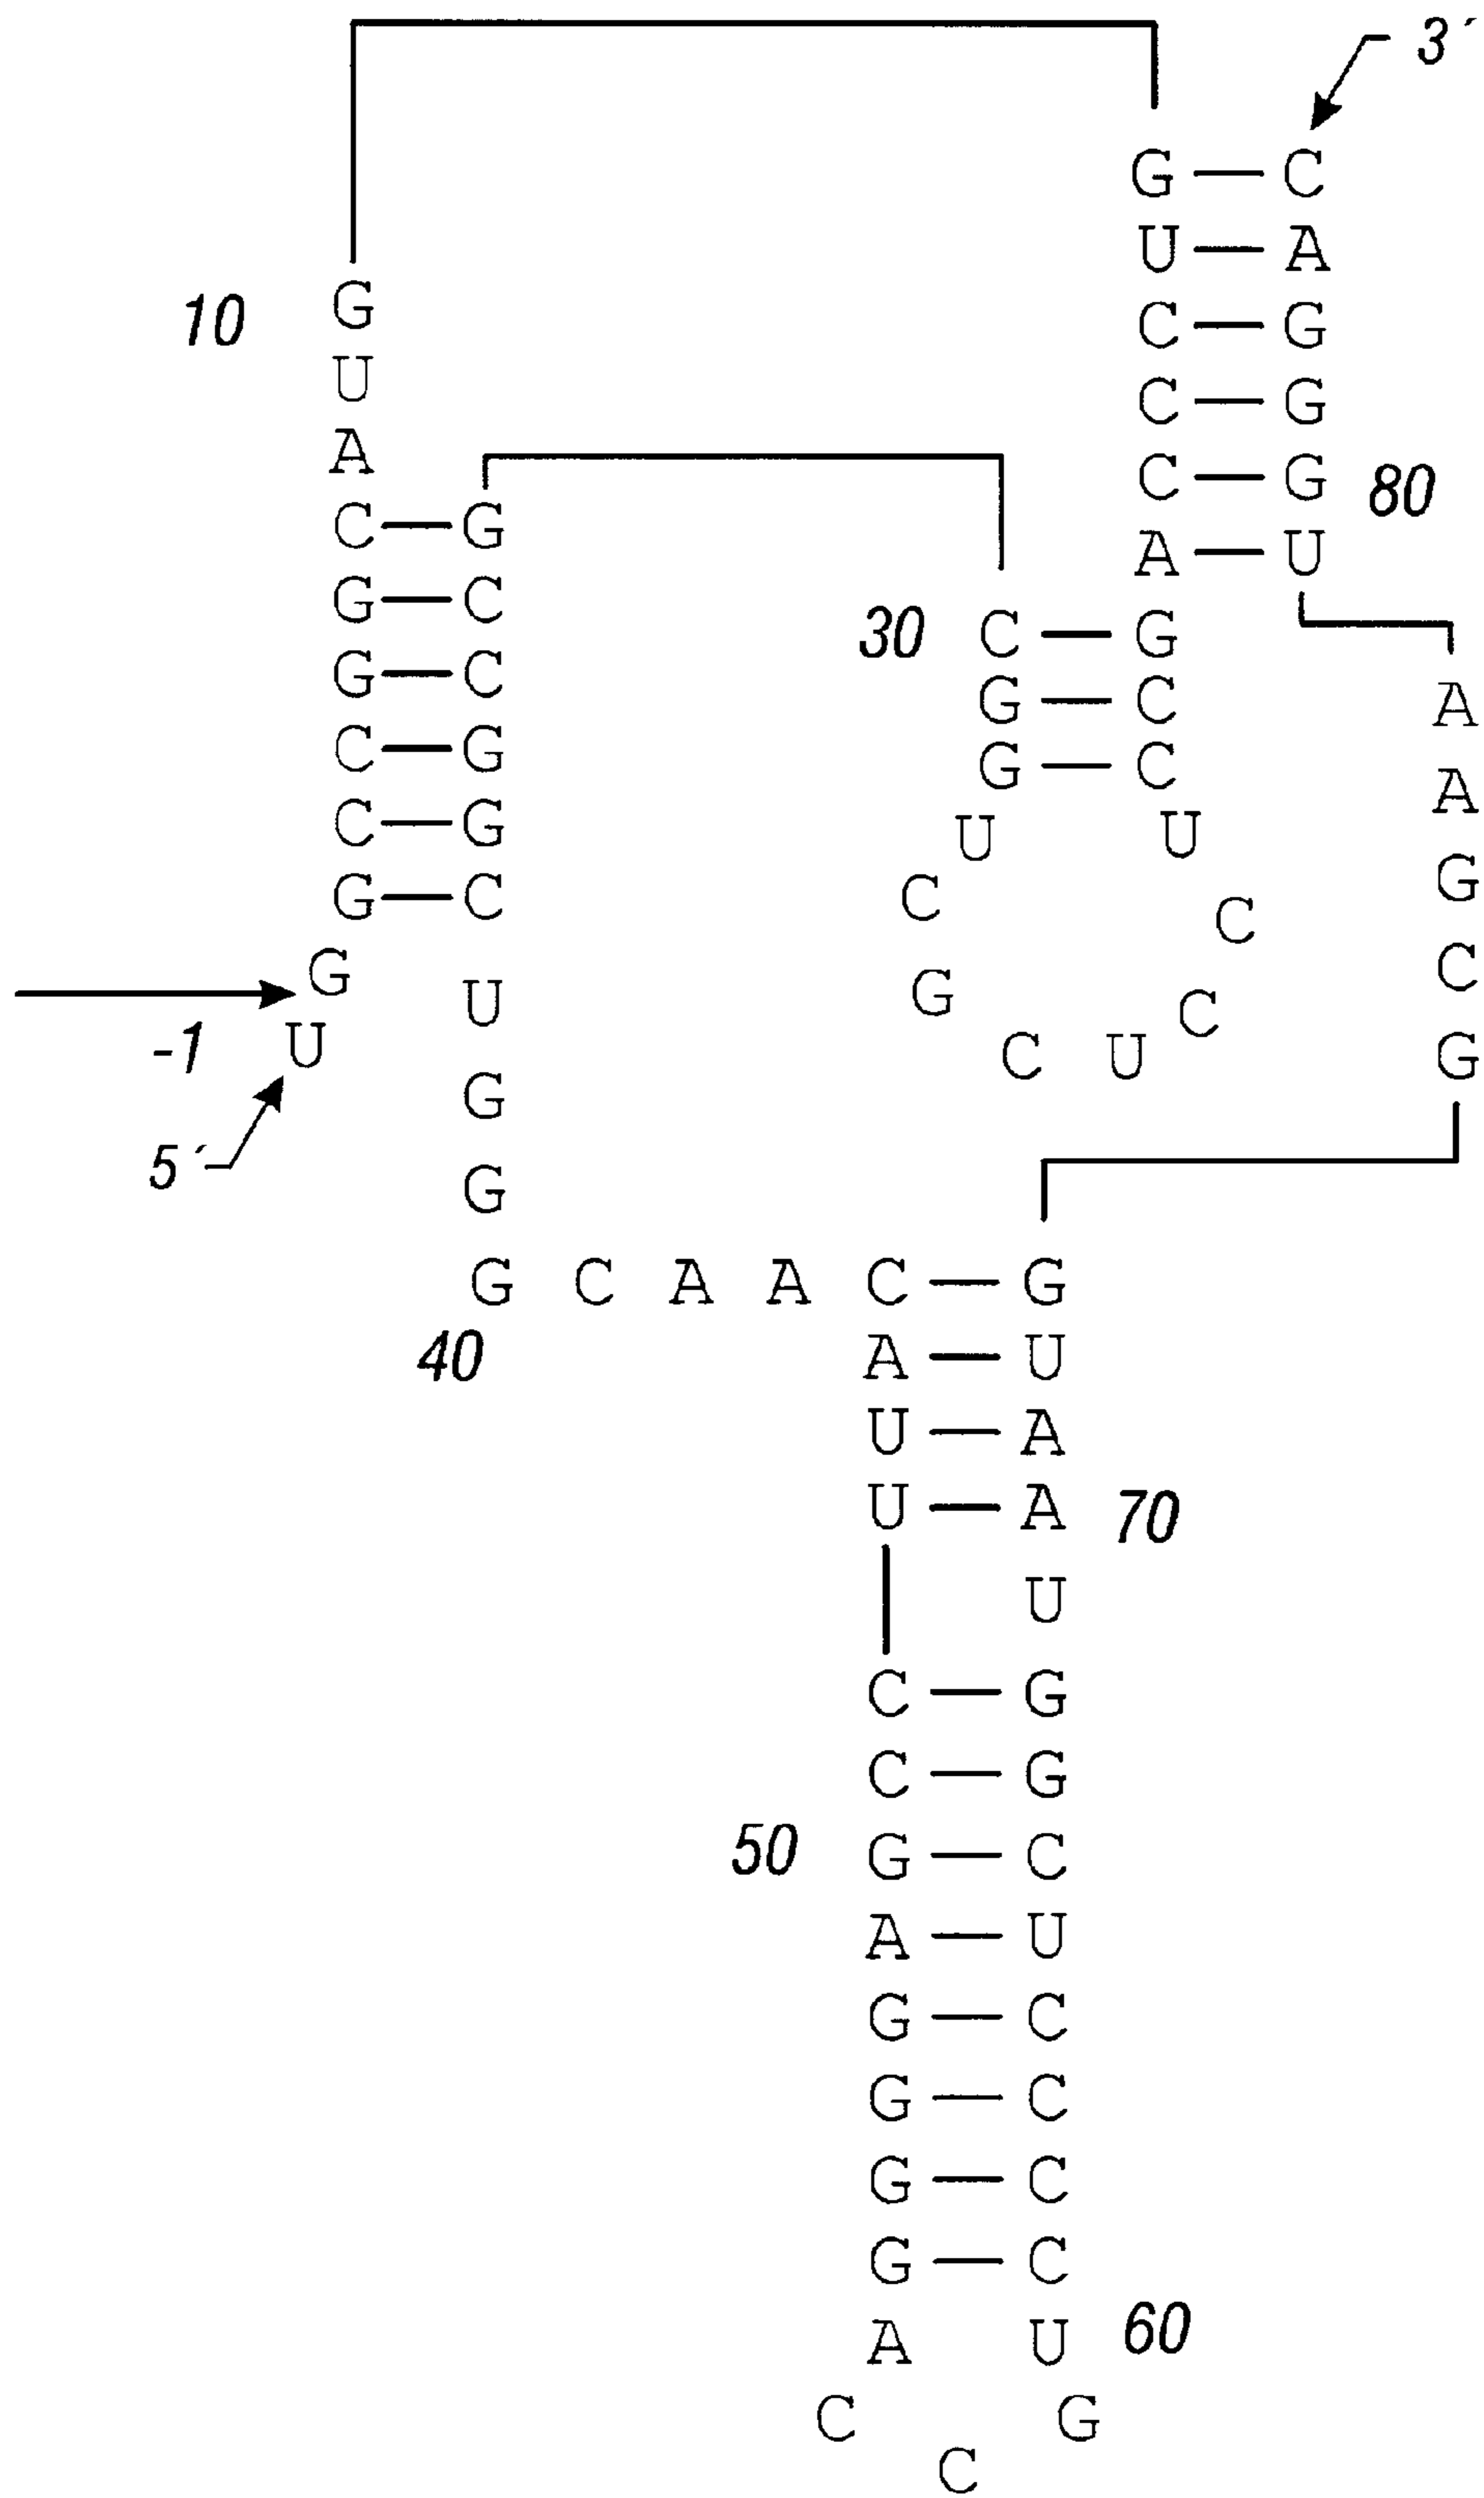 3´
G C
U A
10 G C G
U C G
A C G 80
C G A U
G C 30 C G A
G C G C A
C G G C G
C G U U C
G C C C G
G U G C
-1 U C U
5´ G
G
G C A A C G
40 A U
U A
U A 70
U
C G
C G
50 G C
A U
G C
G C
G C
G C
A U 60
C G
C